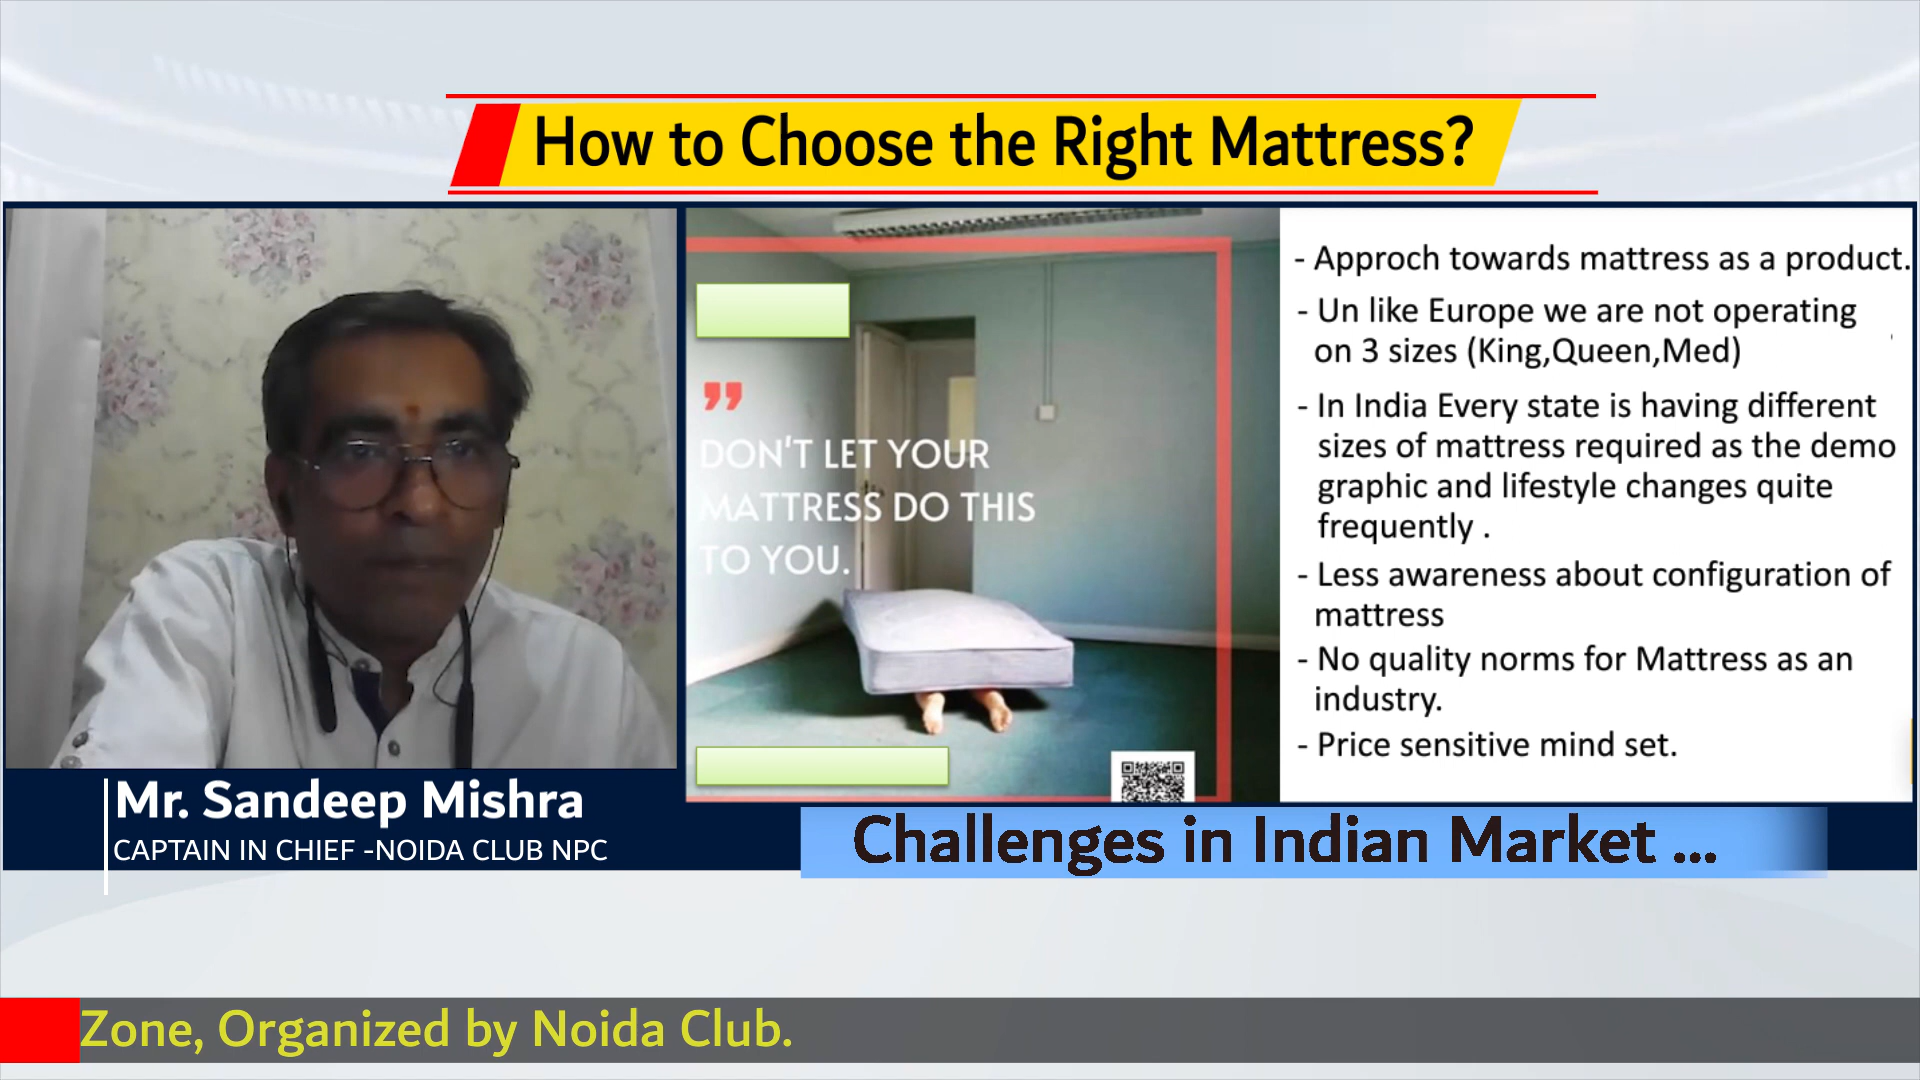 How to Choose the Right Mattress?
”
DON'T LET YOUR
MATTRESS DO THIS
TO YOU.
- Approch towards mattress as a product.
- Un like Europe we are not operating
on 3 sizes (King,Queen,Med)
- In India Every state is having different
sizes of mattress required as the demo
graphic and lifestyle changes quite
frequently .
- Less awareness about configuration of
mattress
- No quality norms for Mattress as an
industry.
- Price sensitive mind set.
Mr. Sandeep Mishra
CAPTAIN IN CHIEF -NOIDA CLUB NPC
Challenges in Indian Market ...
Zone, Organized by Noida Club.